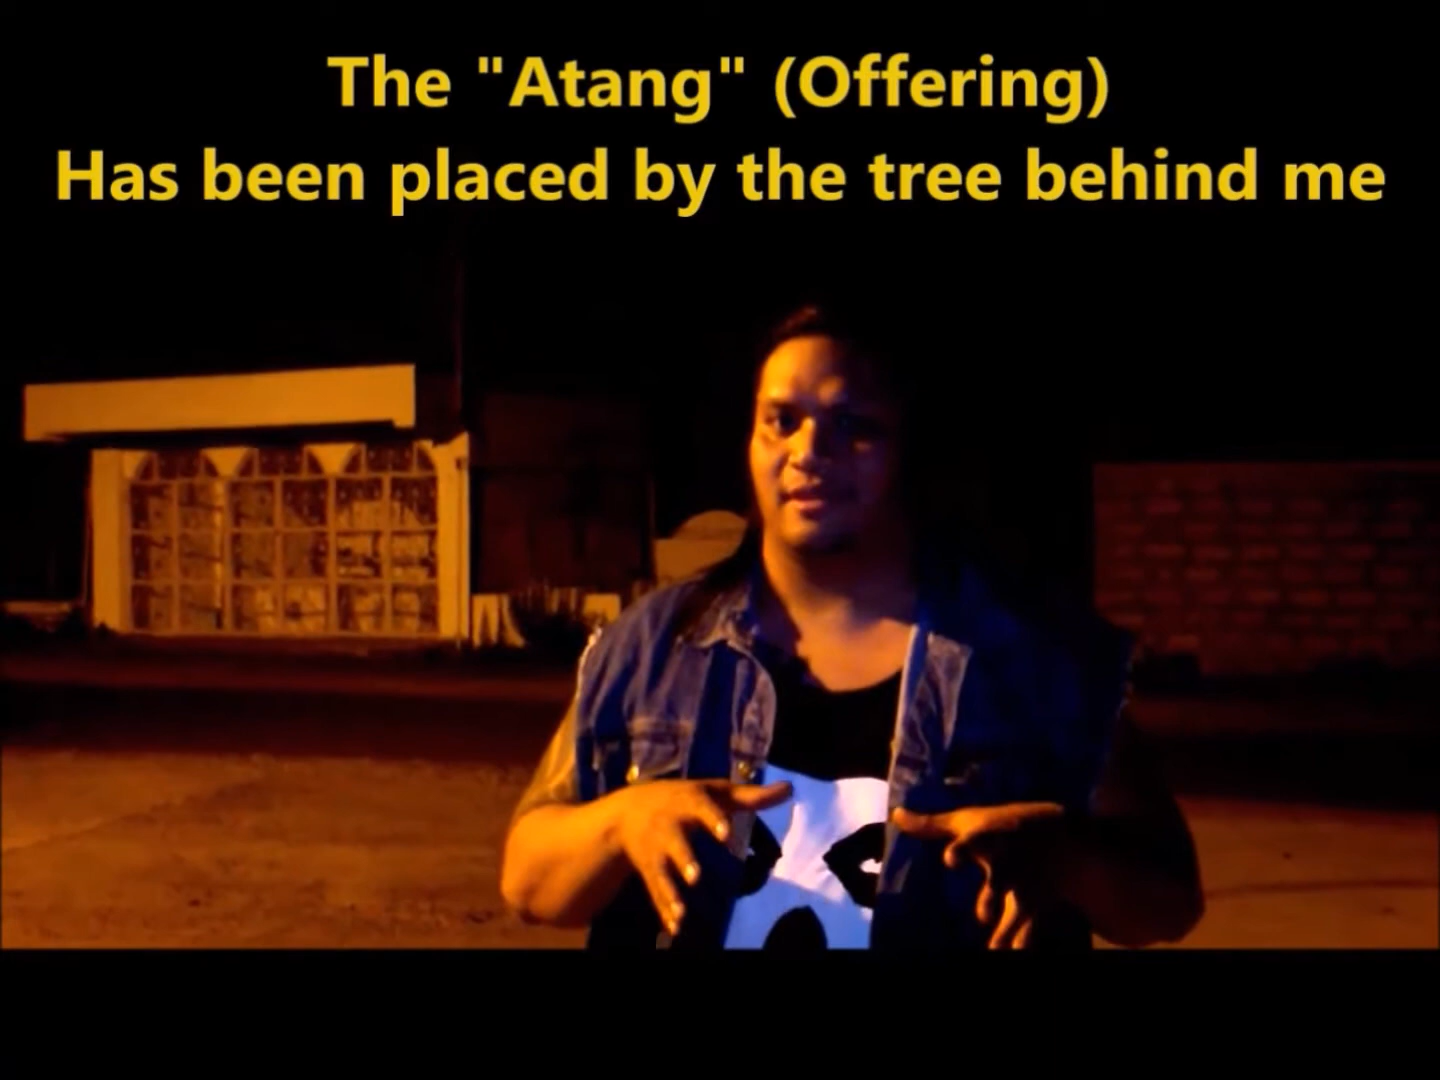 The "Atang" (Offering)
Has been placed by the tree behind me